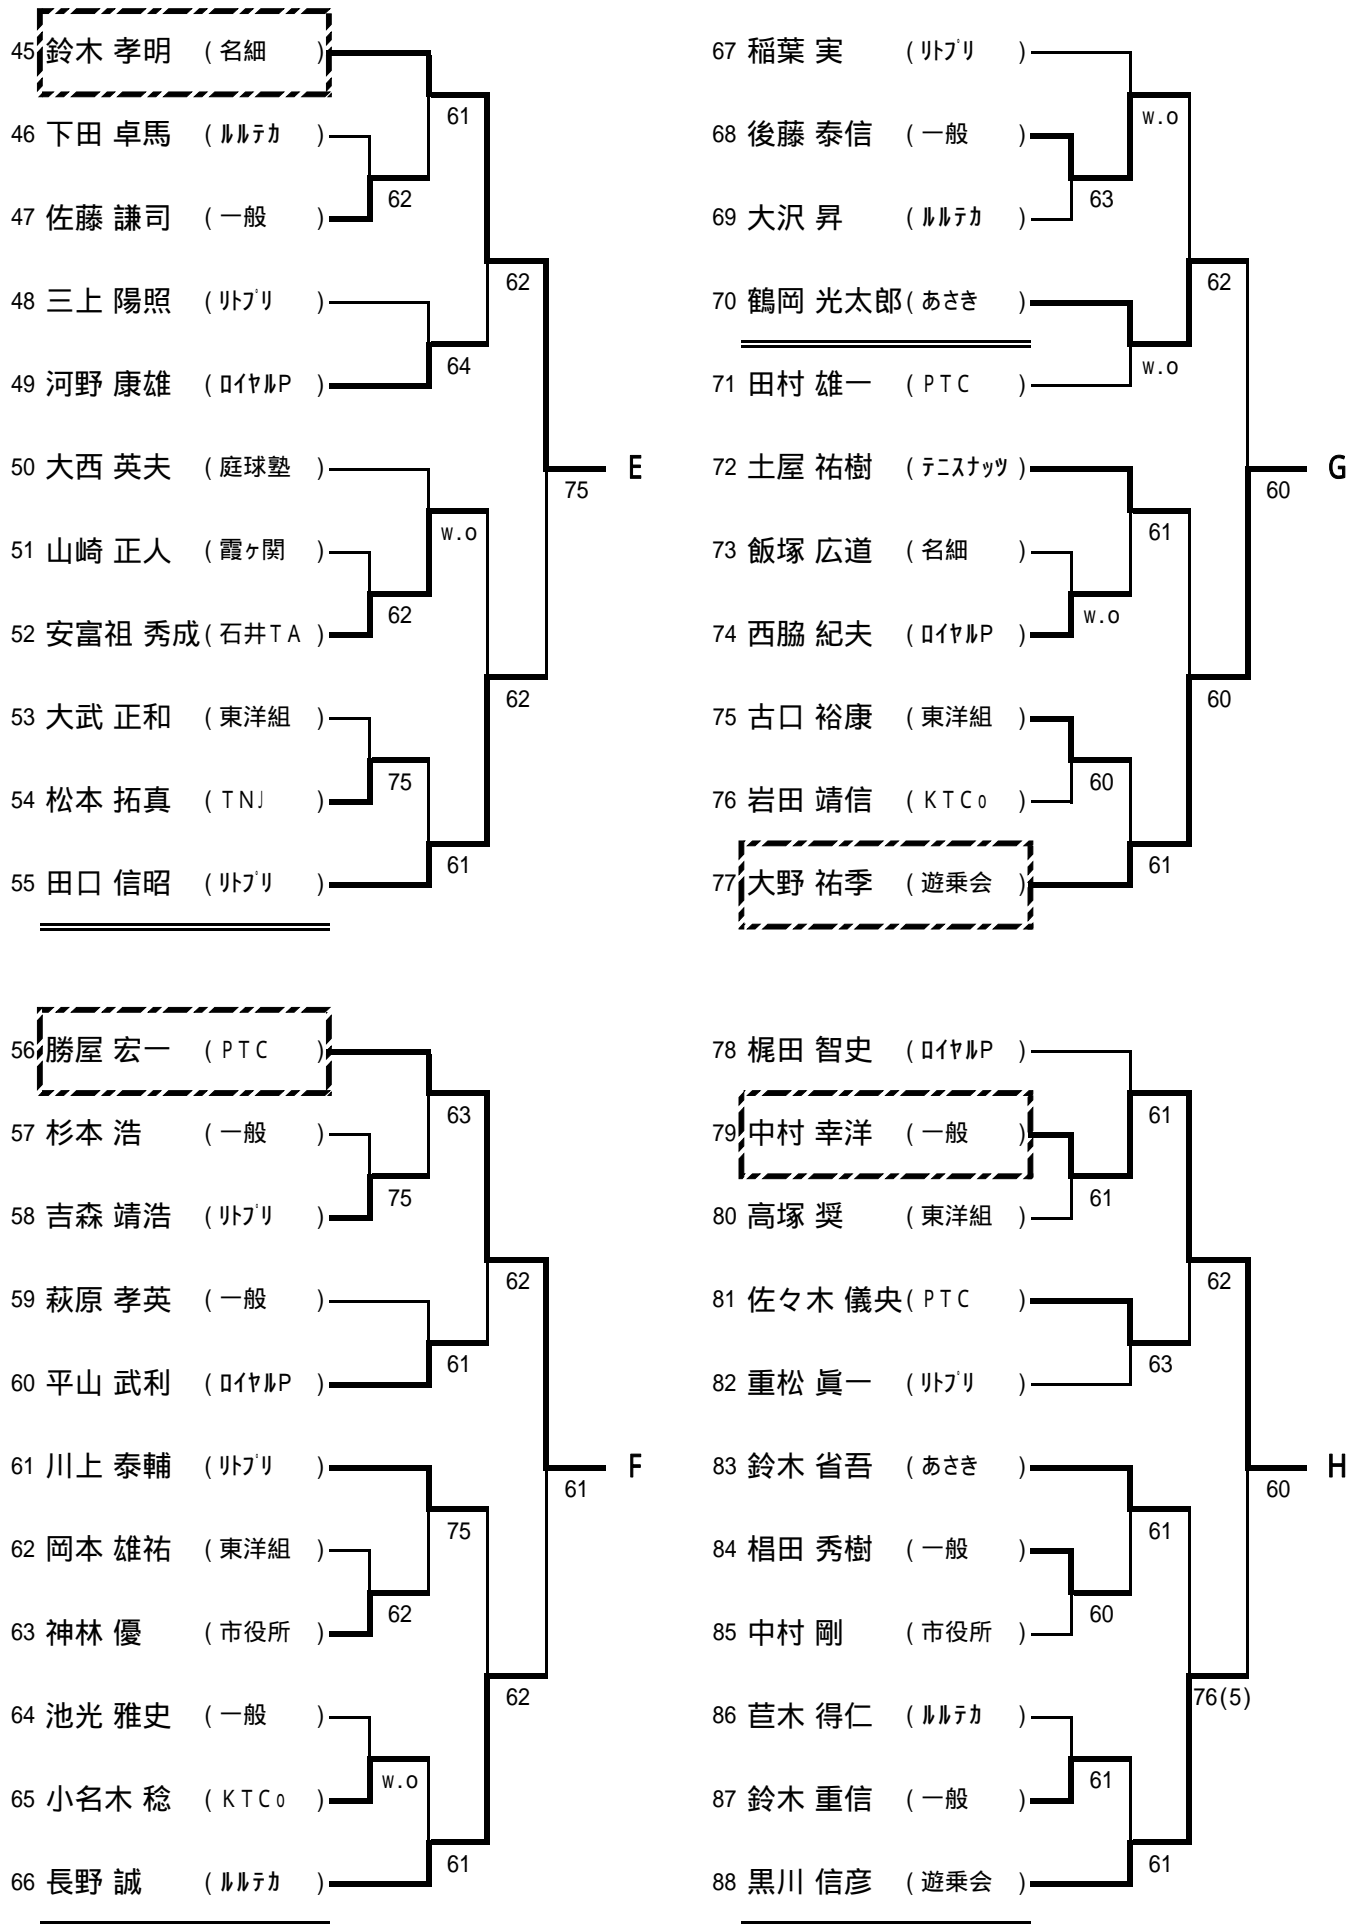 45 鈴木 孝明 ( 名細 )
61
46 下田 卓馬 ( ﾙﾙﾃｶ )
62
47 佐藤 謙司 ( 一般 )
62
48 三上 陽照 ( ﾘﾄﾌﾟﾘ )
64
49 河野 康雄 ( ﾛｲﾔﾙP )
50 大西 英夫 ( 庭球塾 )
E
75
w.o
51 山崎 正人 ( 霞ヶ関 )
62
52 安富祖 秀成 ( 石井TA )
62
53 大武 正和 ( 東洋組 )
75
54 松本 拓真 ( TNJ )
61
55 田口 信昭 ( ﾘﾄﾌﾟﾘ )
56 勝屋 宏一 ( PTC )
63
57 杉本 浩 ( 一般 )
75
58 吉森 靖浩 ( ﾘﾄﾌﾟﾘ )
62
59 萩原 孝英 ( 一般 )
61
60 平山 武利 ( ﾛｲﾔﾙP )
61 川上 泰輔 ( ﾘﾄﾌﾟﾘ )
F
61
75
62 岡本 雄祐 ( 東洋組 )
62
63 神林 優 ( 市役所 )
62
64 池光 雅史 ( 一般 )
w.o
65 小名木 稔 ( KTCo )
61
66 長野 誠 ( ﾙﾙﾃｶ )
67 稲葉 実 ( ﾘﾄﾌﾟﾘ )
w.o
68 後藤 泰信 ( 一般 )
63
69 大沢 昇 ( ﾙﾙﾃｶ )
62
70 鶴岡 光太郎 ( あさき )
w.o
71 田村 雄一 ( PTC )
72 土屋 祐樹 ( ﾃﾆｽﾅｯﾂ )
G
60
61
73 飯塚 広道 ( 名細 )
w.o
74 西脇 紀夫 ( ﾛｲﾔﾙP )
60
75 古口 裕康 ( 東洋組 )
60
76 岩田 靖信 ( KTCo )
61
77 大野 祐季 ( 遊乗会 )
78 梶田 智史 ( ﾛｲﾔﾙP )
61
79 中村 幸洋 ( 一般 )
61
80 高塚 奨 ( 東洋組 )
62
81 佐々木 儀央 ( PTC )
63
82 重松 眞一 ( ﾘﾄﾌﾟﾘ )
83 鈴木 省吾 ( あさき )
H
60
61
84 椙田 秀樹 ( 一般 )
60
85 中村 剛 ( 市役所 )
76(5)
86 苣木 得仁 ( ﾙﾙﾃｶ )
61
87 鈴木 重信 ( 一般 )
61
88 黒川 信彦 ( 遊乗会 )